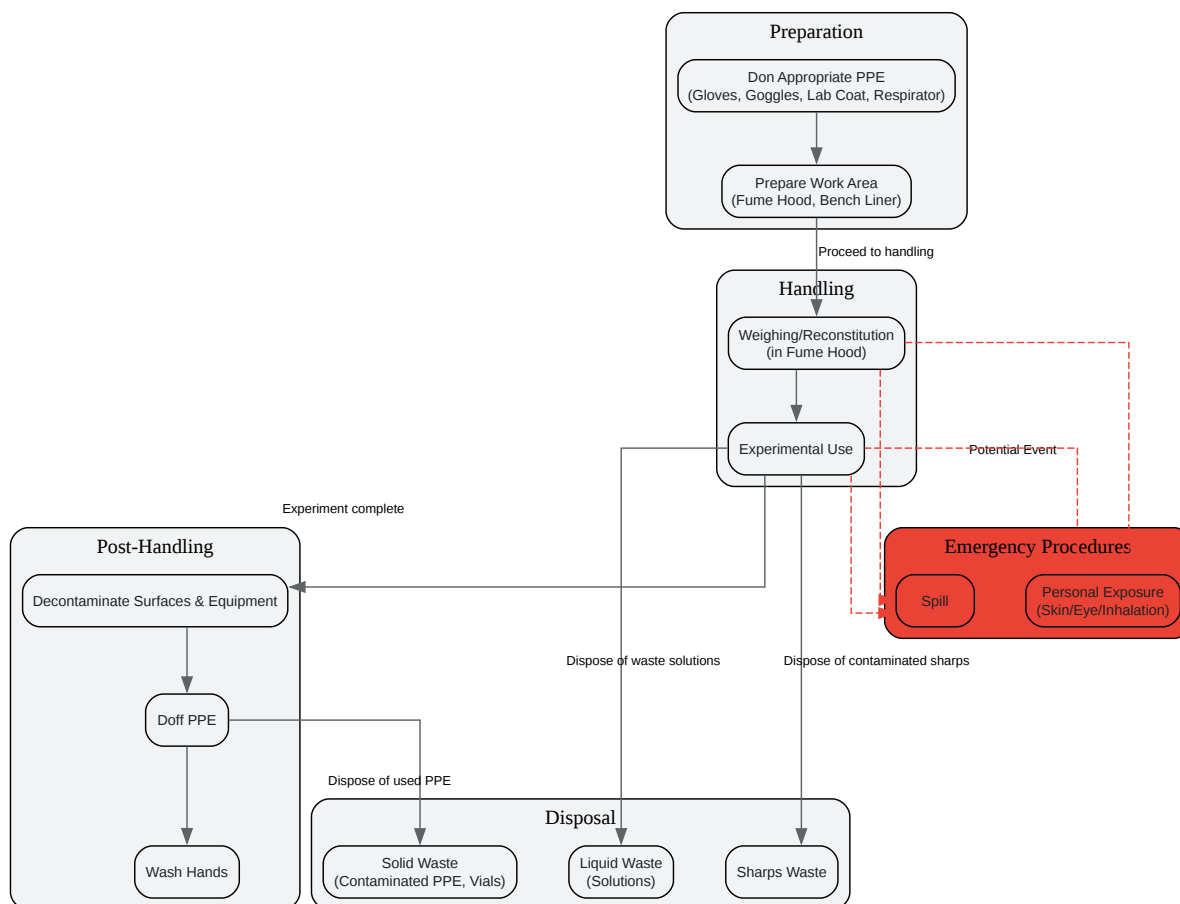 Preparation
Don Appropriate PPE
(Gloves, Goggles, Lab Coat, Respirator)
Prepare Work Area
(Fume Hood, Bench Liner)
Proceed to handling
Handling
Weighing/Reconstitution
(in Fume Hood)
Experimental Use
Potential Event
Experiment complete
Post-Handling
Decontaminate Surfaces & Equipment
Emergency Procedures
Spill
Personal Exposure
(Skin/Eye/Inhalation)
Dispose of waste solutions
Dispose of contaminated sharps
Doff PPE
Dispose of used PPE
Disposal
Wash Hands
Solid Waste
(Contaminated PPE, Vials)
Liquid Waste
(Solutions)
Sharps Waste